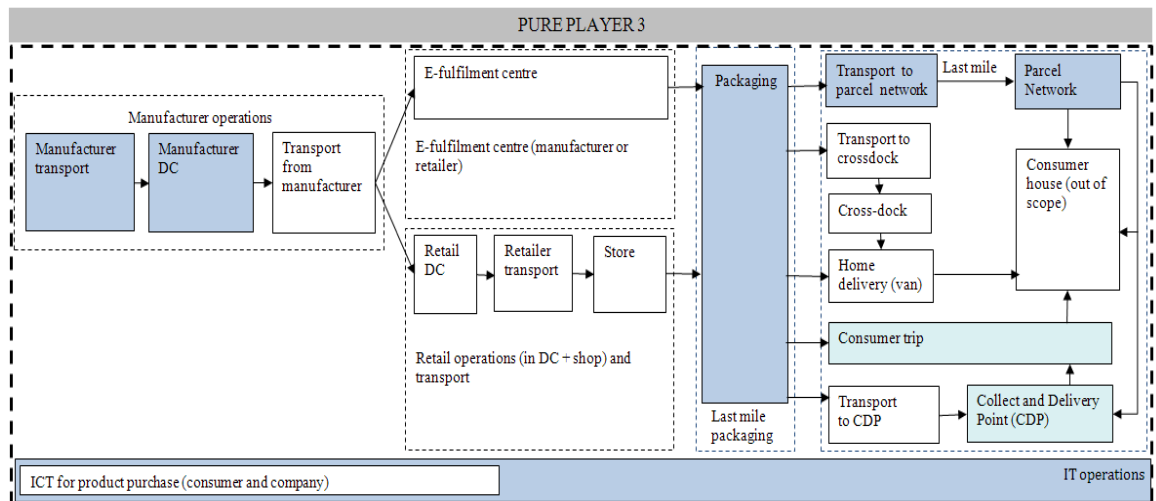 PURE PLAYER 3
Manufacturer operations
Manufacturer
transport
Manufacturer
DC
Transport
from
manufacturer
E-fulfilment centre
E-fulfilment centre (manufacturer or
retailer)
Retail
DC
Retailer
transport
Store
Retail operations (in DC + shop) and
transport
Packaging
Last mile
packaging
Transport to
parcel network
Last mile
Parcel
Network
Transport to
crossdock
Cross-dock
Home
delivery (van)
Consumer
house (out of
scope)
Consumer trip
Transport
to CDP
Collect and Delivery
Point (CDP)
IT operations
ICT for product purchase (consumer and company)